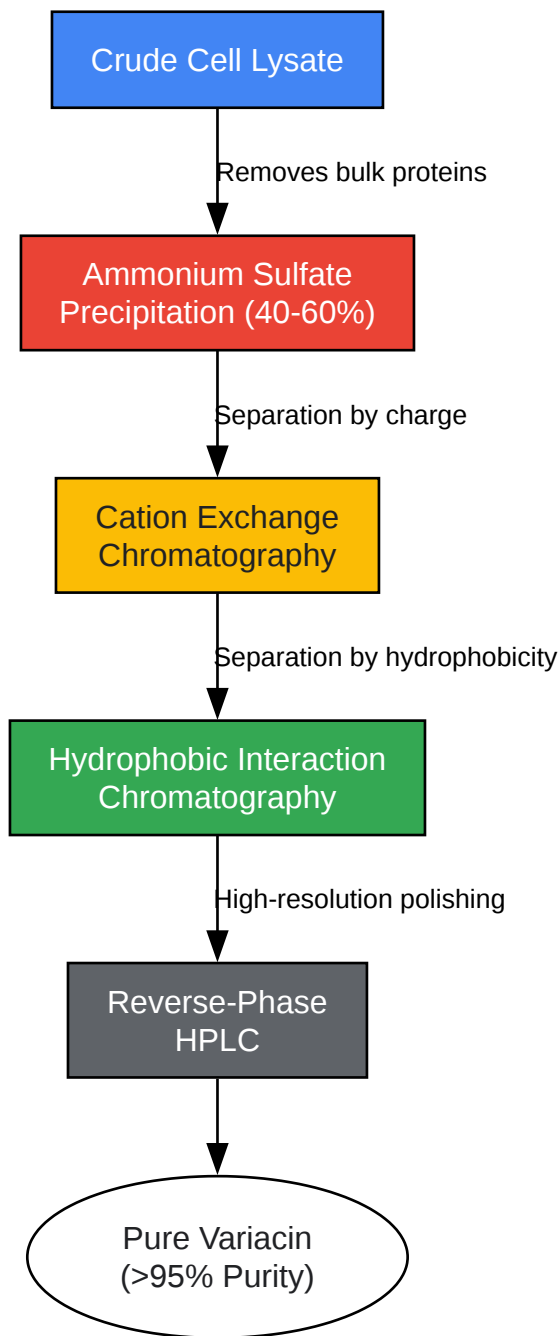 Crude Cell Lysate
Removes bulk proteins
Ammonium Sulfate
Precipitation (40-60%)
Separation by charge
Cation Exchange
Chromatography
Separation by hydrophobicity
Hydrophobic Interaction
Chromatography
High-resolution polishing
Reverse-Phase
HPLC
Pure Variacin
(>95% Purity)